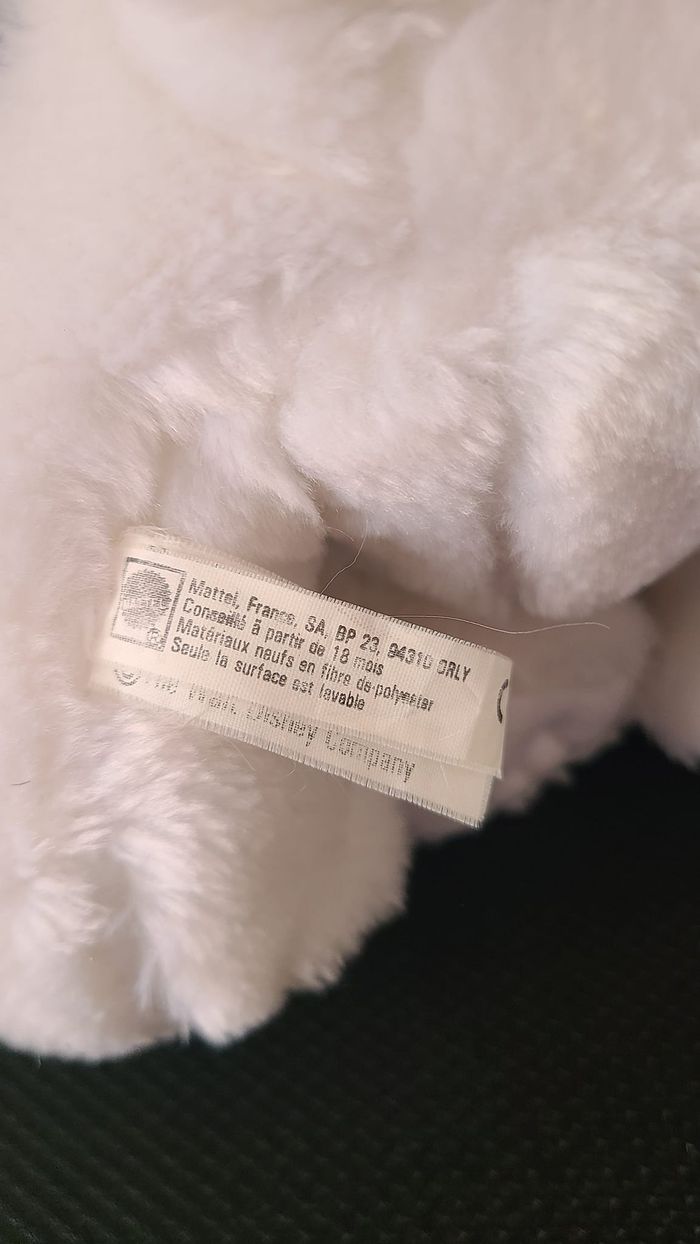 Mattel, France, SA, BP 23, 94310 ORLY
Conseillé à partir de 18 mois
Matériaux neufs en fibre de polyester
Seule la surface est lavable
© The Walt Disney Company